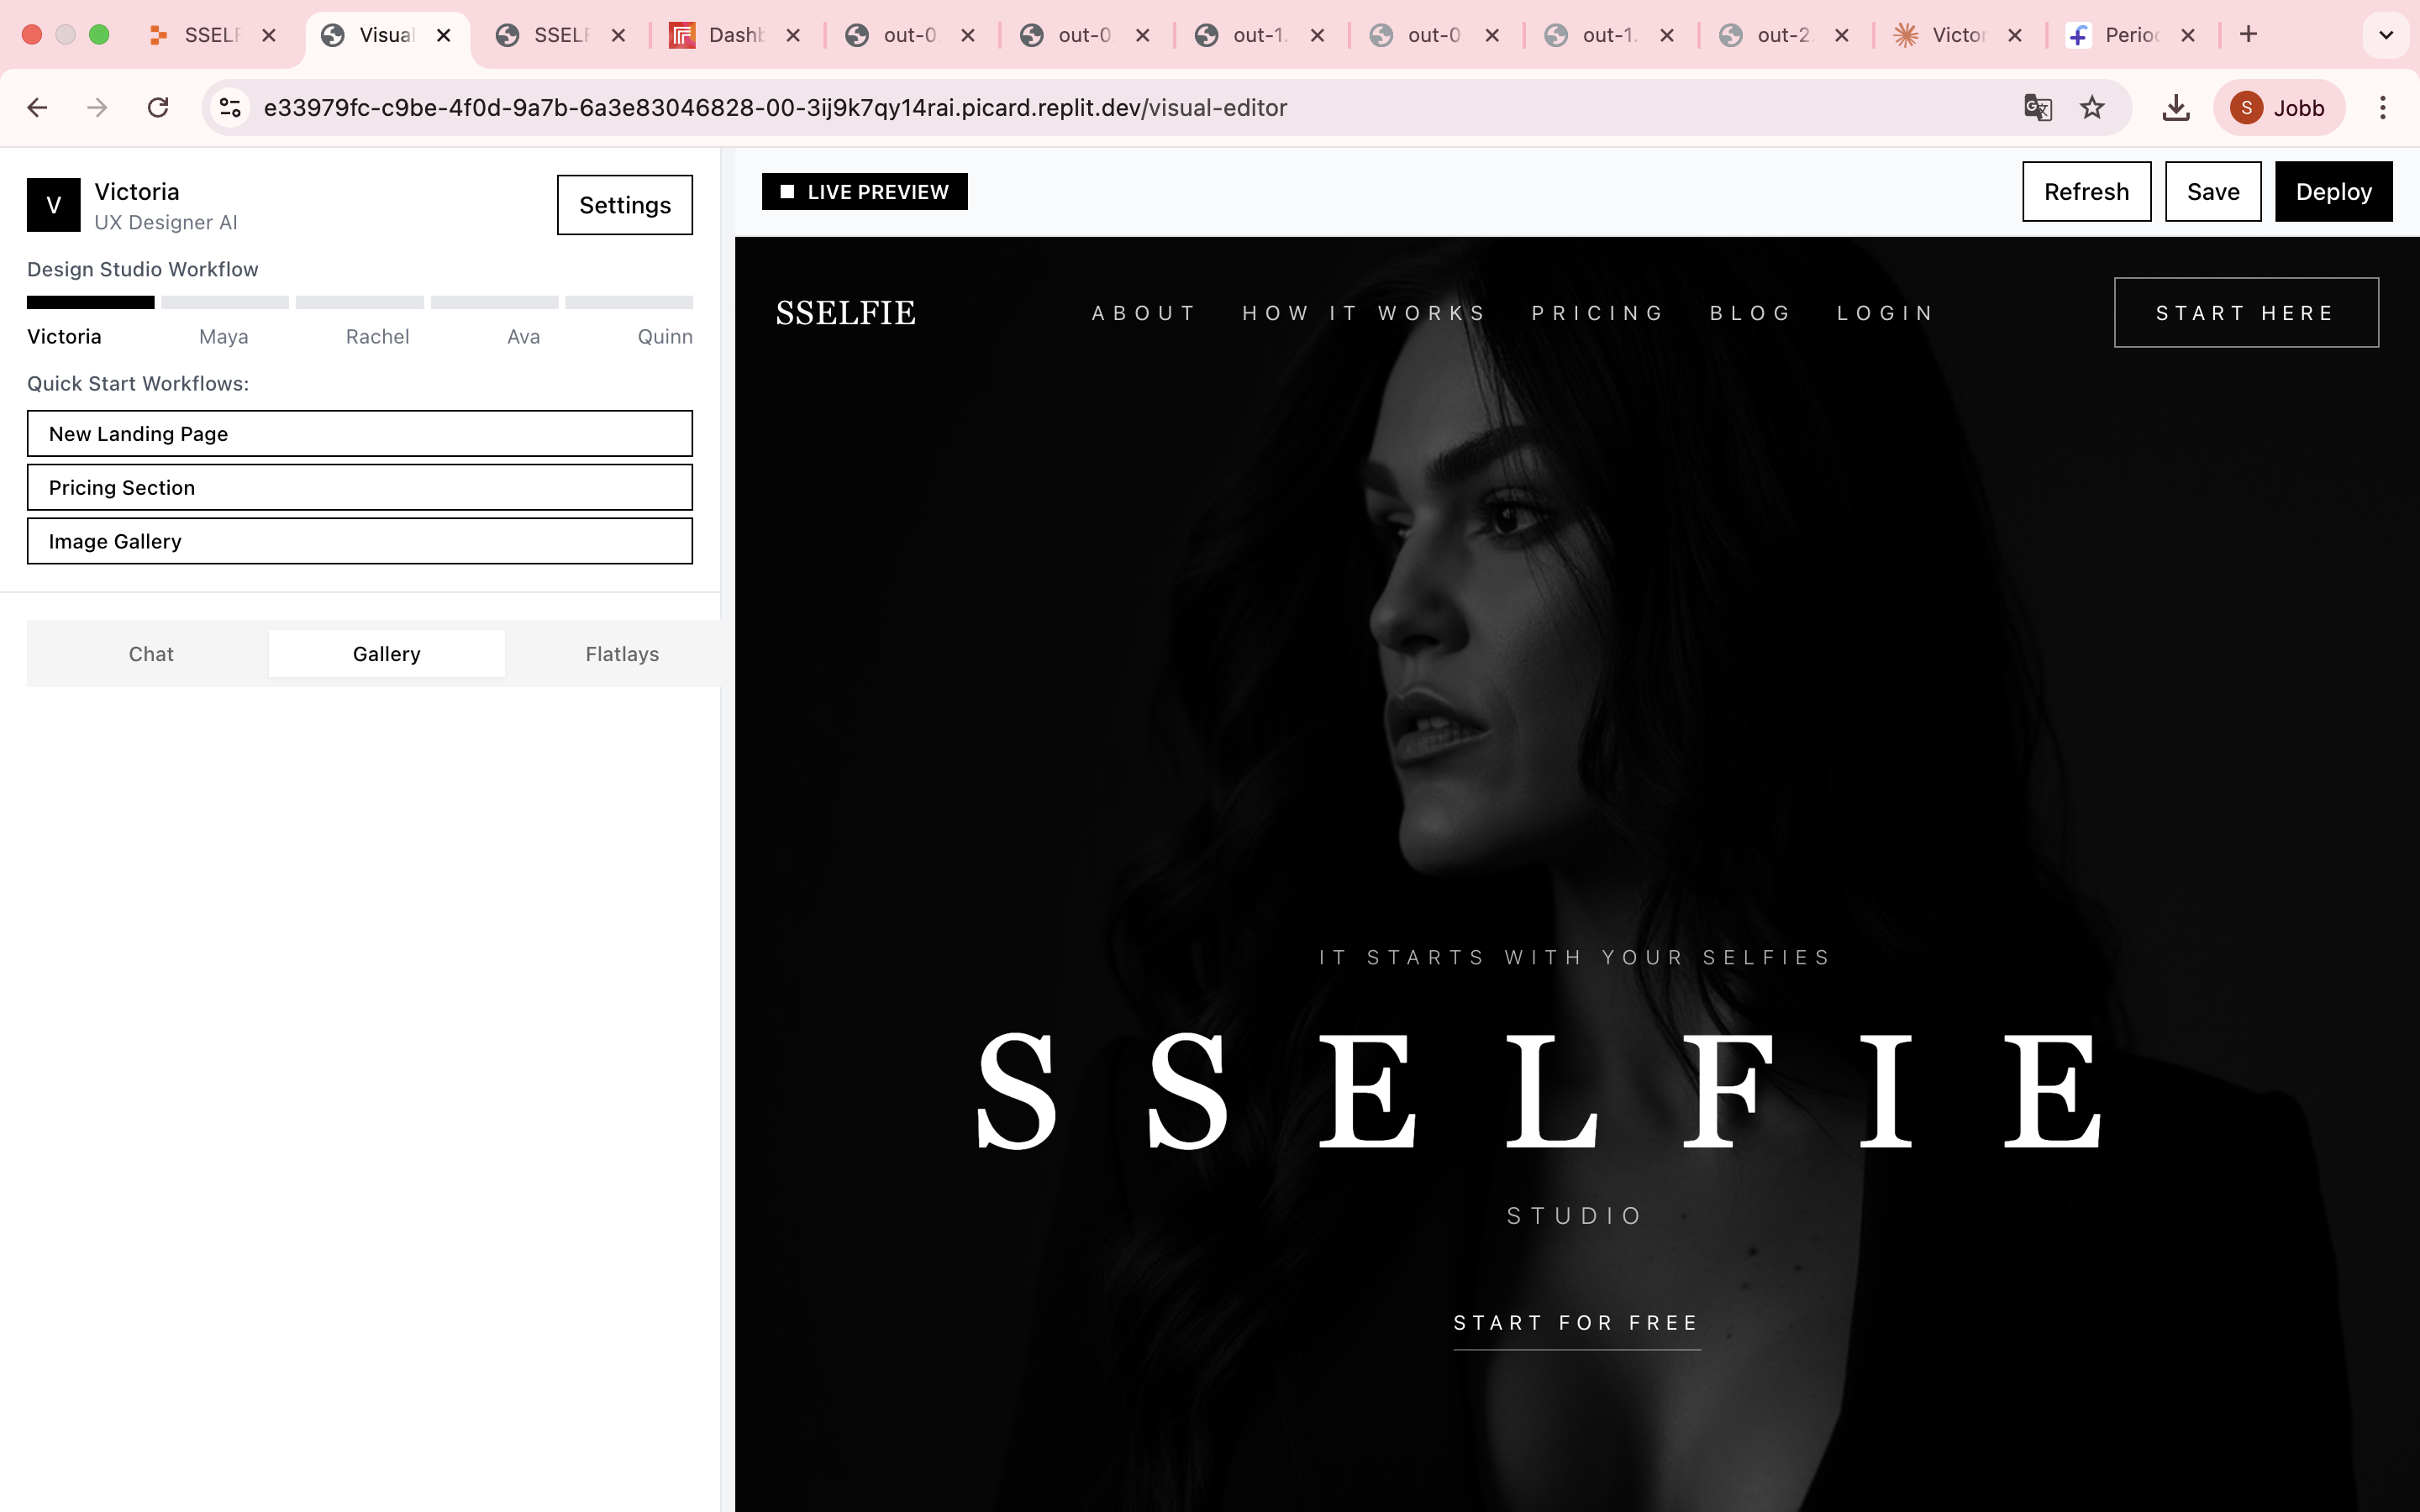 SSELF
Visual
SSELF
Dashb
out-0.
out-0.
out-1.
out-0.
out-1.
out-2.
Victor
Period
e33979fc-c9be-4f0d-9a7b-6a3e83046828-00-3ij9k7qy14rai.picard.replit.dev/visual-editor
S
Jobb
V
Victoria
UX Designer AI
Settings
Design Studio Workflow
Victoria
Maya
Rachel
Ava
Quinn
Quick Start Workflows:
New Landing Page
Pricing Section
Image Gallery
Chat
Gallery
Flatlays
LIVE PREVIEW
Refresh
Save
Deploy
SSELFIE
ABOUT
HOW IT WORKS
PRICING
BLOG
LOGIN
START HERE
IT STARTS WITH YOUR SELFIES
SSELFIE
STUDIO
START FOR FREE